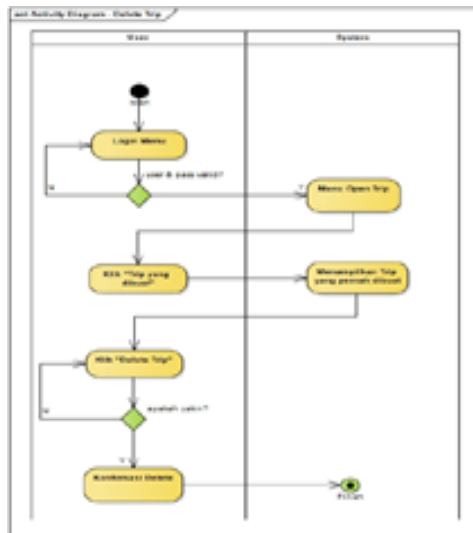 act Activity Diagram - Delete Trip
User
System
Start
Login Menu
user & pass valid?
Y
Menu Open Trip
Klik "Trip yang
dibuat"
Menampilkan Trip
yang pernah dibuat
Klik "Delete Trip"
apakah yakin?
Y
Konfirmasi Delete